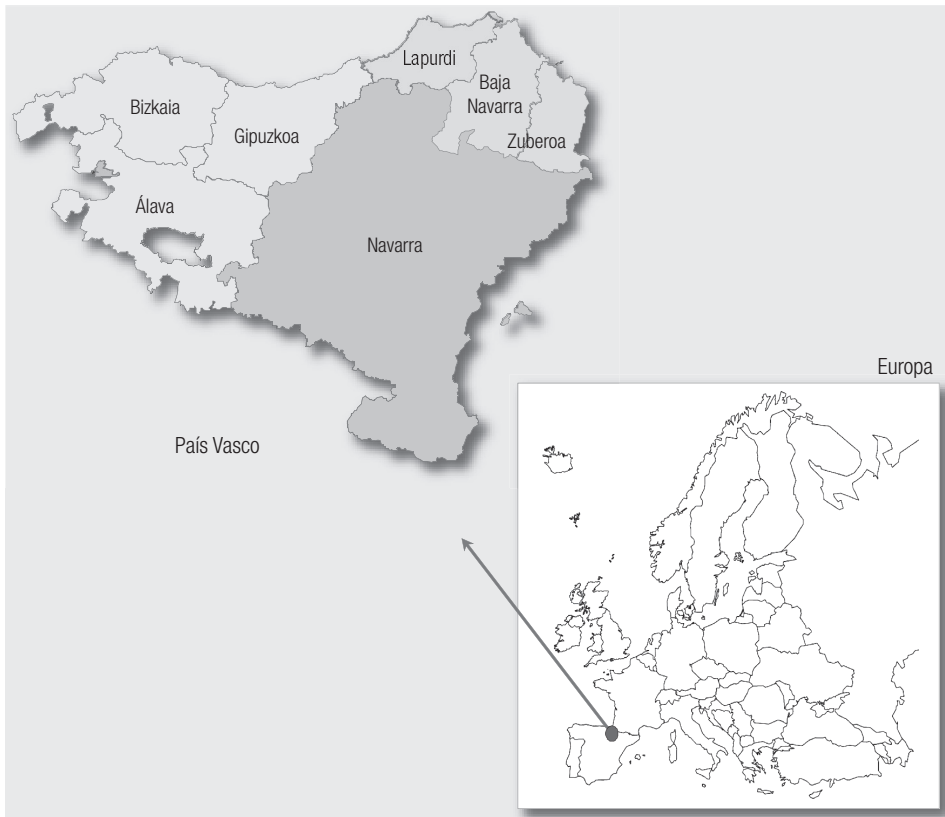 Lapurdi
Baja
Navarra
Bizkaia
Gipuzkoa
Zuberoa
Álava
Navarra
Europa
País Vasco